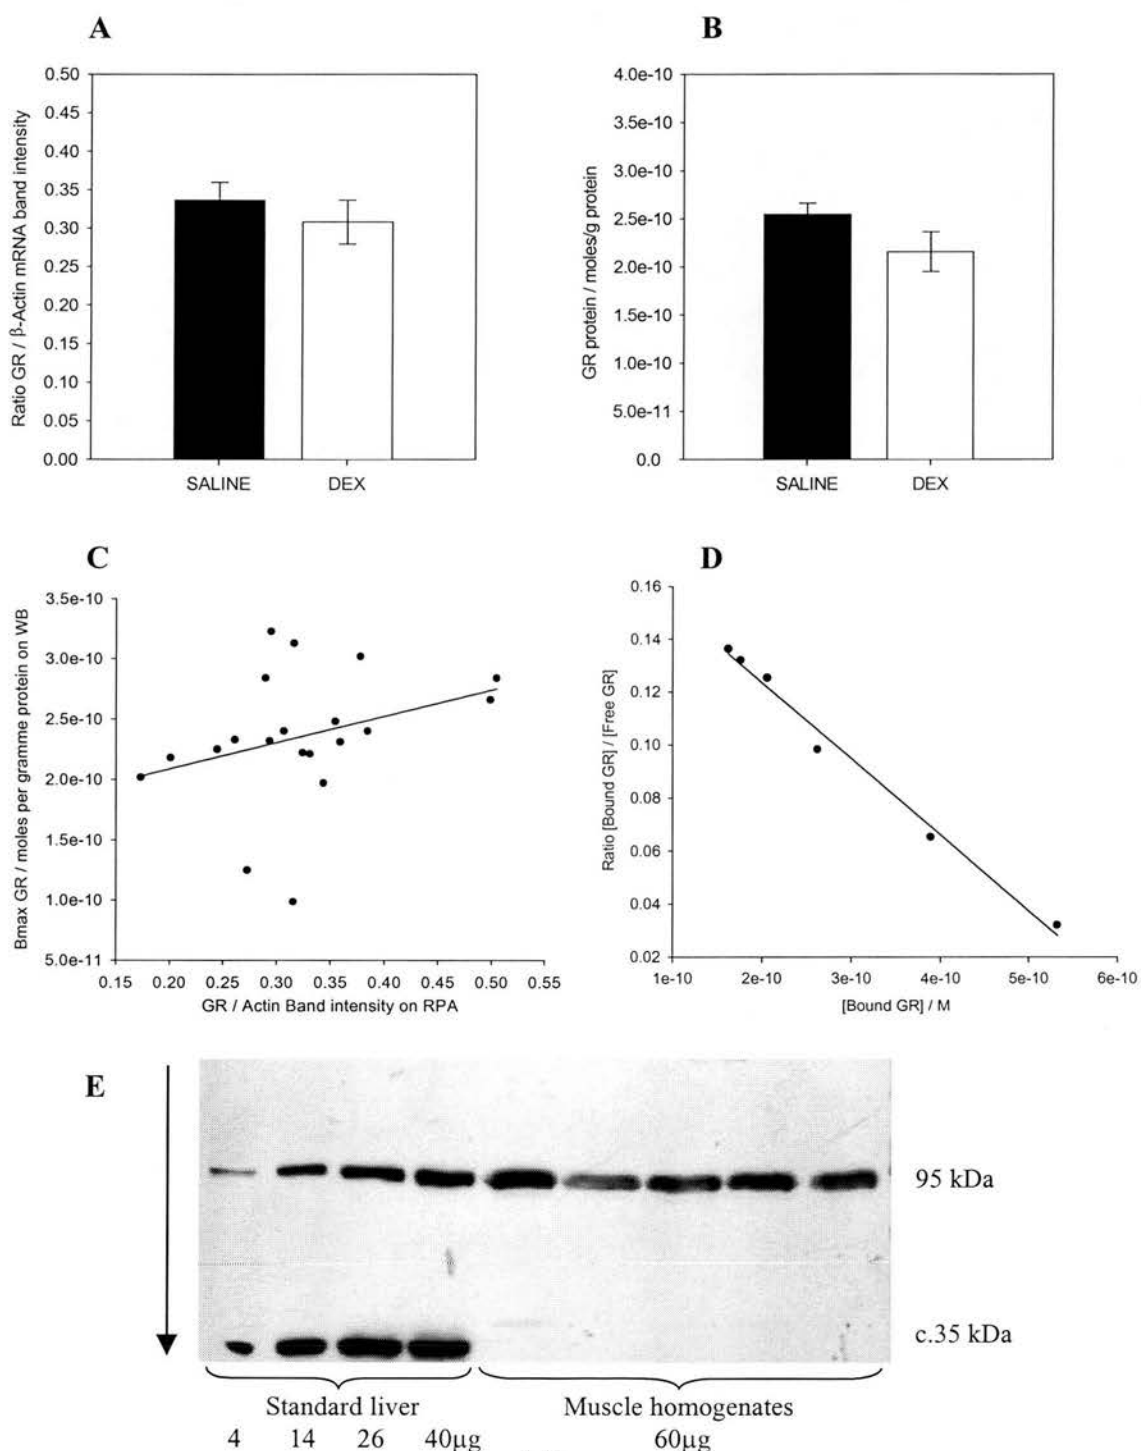 A
Ratio GR / β-Actin mRNA band intensity
0.50
0.45
0.40
0.35
0.30
0.25
0.20
0.15
0.10
0.05
0.00
SALINE DEX
B
GR protein / moles/g protein
4.0e-10
3.5e-10
3.0e-10
2.5e-10
2.0e-10
1.5e-10
1.0e-10
5.0e-11
0.0
SALINE DEX
C
Bmax GR / moles per gramme protein on WB
3.5e-10
3.0e-10
2.5e-10
2.0e-10
1.5e-10
1.0e-10
5.0e-11
0.15 0.20 0.25 0.30 0.35 0.40 0.45 0.50 0.55
GR / Actin Band intensity on RPA
D
Ratio [Bound GR] / [Free GR]
0.16
0.14
0.12
0.10
0.08
0.06
0.04
0.02
1e-10 2e-10 3e-10 4e-10 5e-10 6e-10
[Bound GR] / M
E
95 kDa
c.35 kDa
Standard liver
4 14 26 40µg
Muscle homogenates
60µg